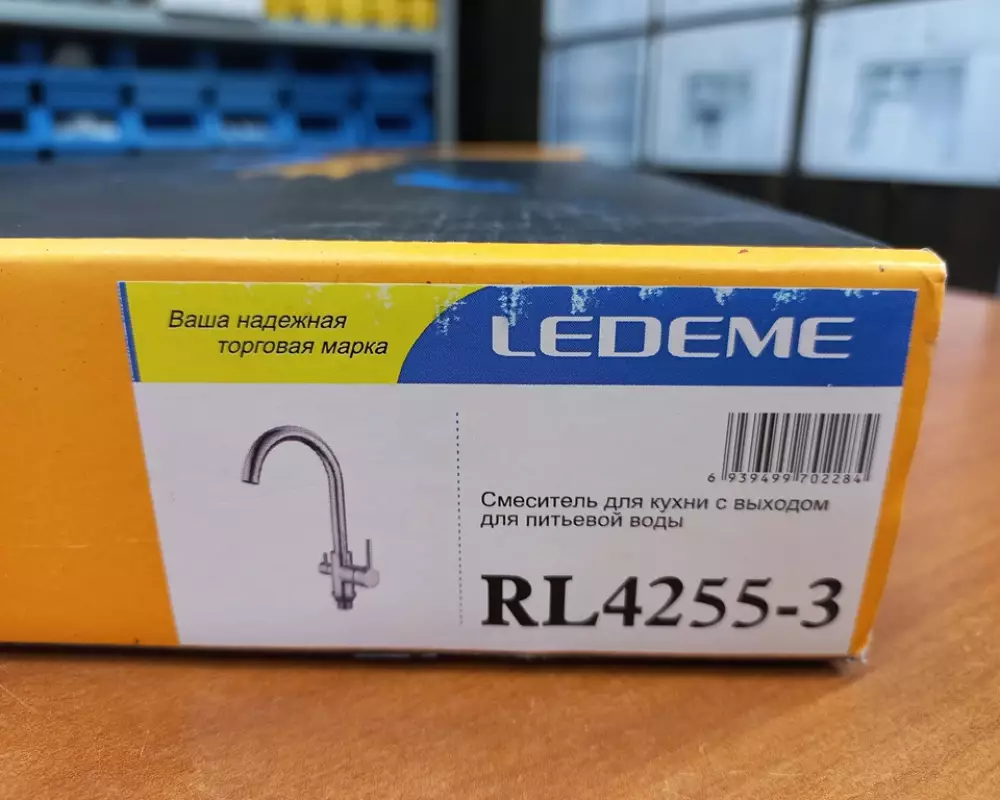 Ваша надежная
торговая марка
LEDEME
6 939499 702284
Смеситель для кухни с выходом
для питьевой воды
RL4255-3